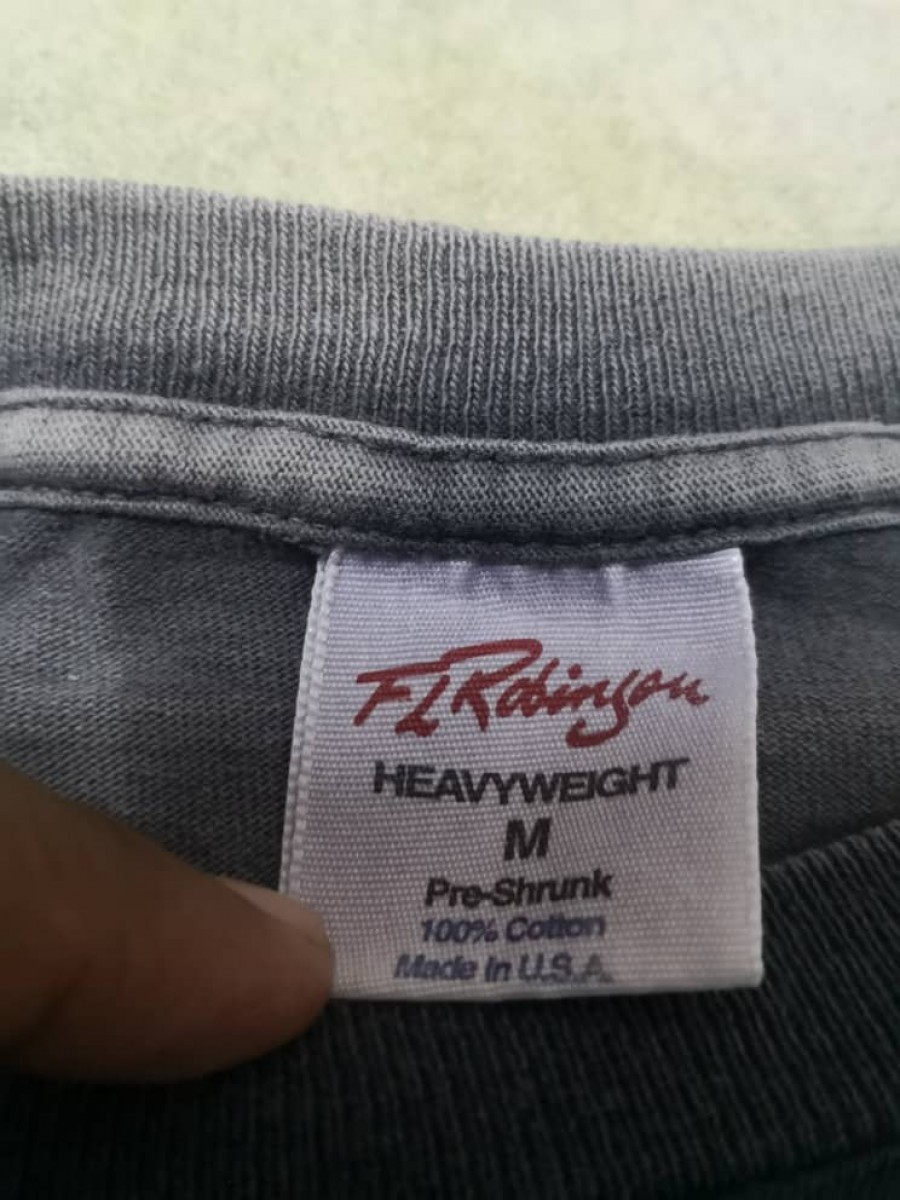 FL Robinson
HEAVYWEIGHT
M
Pre-Shrunk
100% Cotton
Made In U.S.A.